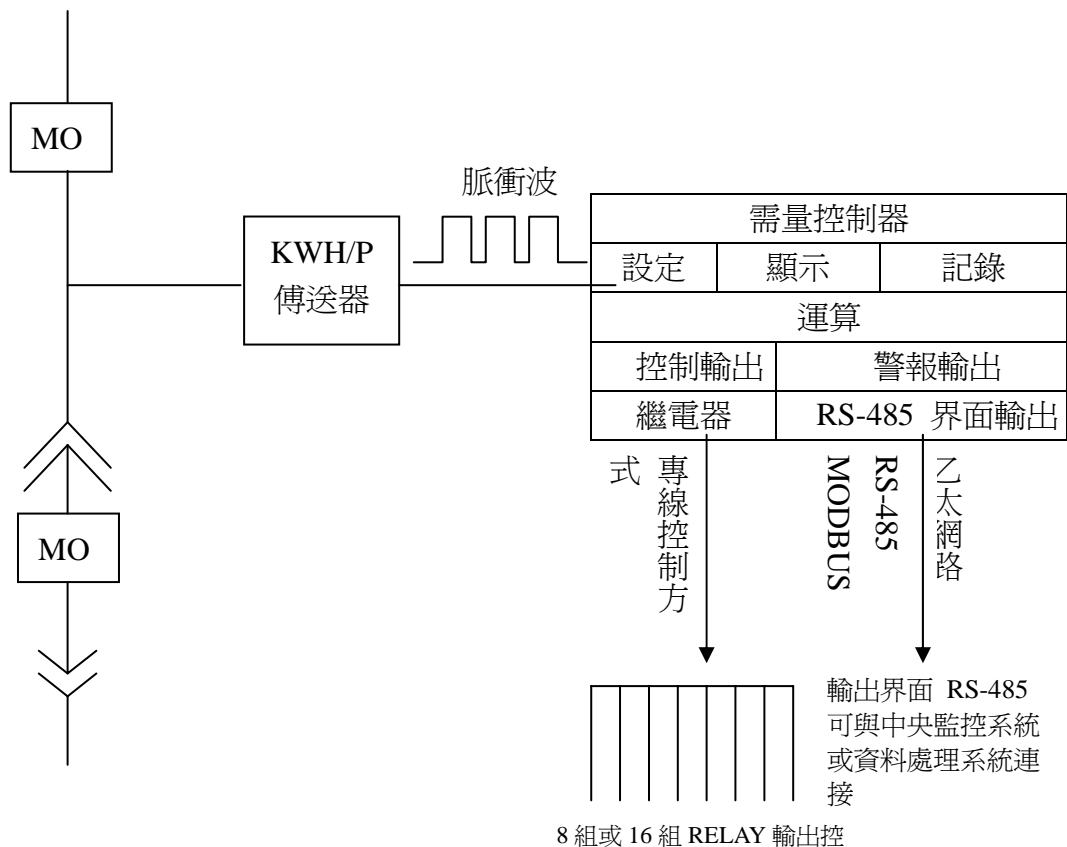 MO
脈衝波
KWH/P
傅送器
需量控制器
設定 顯示 記錄
運算
控制輸出 警報輸出
繼電器 RS-485 界面輸出
專線控制方
式
乙太網路
RS-485
MODBUS
MO
輸出界面 RS-485
可與中央監控系統
或資料處理系統連
接
8 組或 16 組 RELAY 輸出控